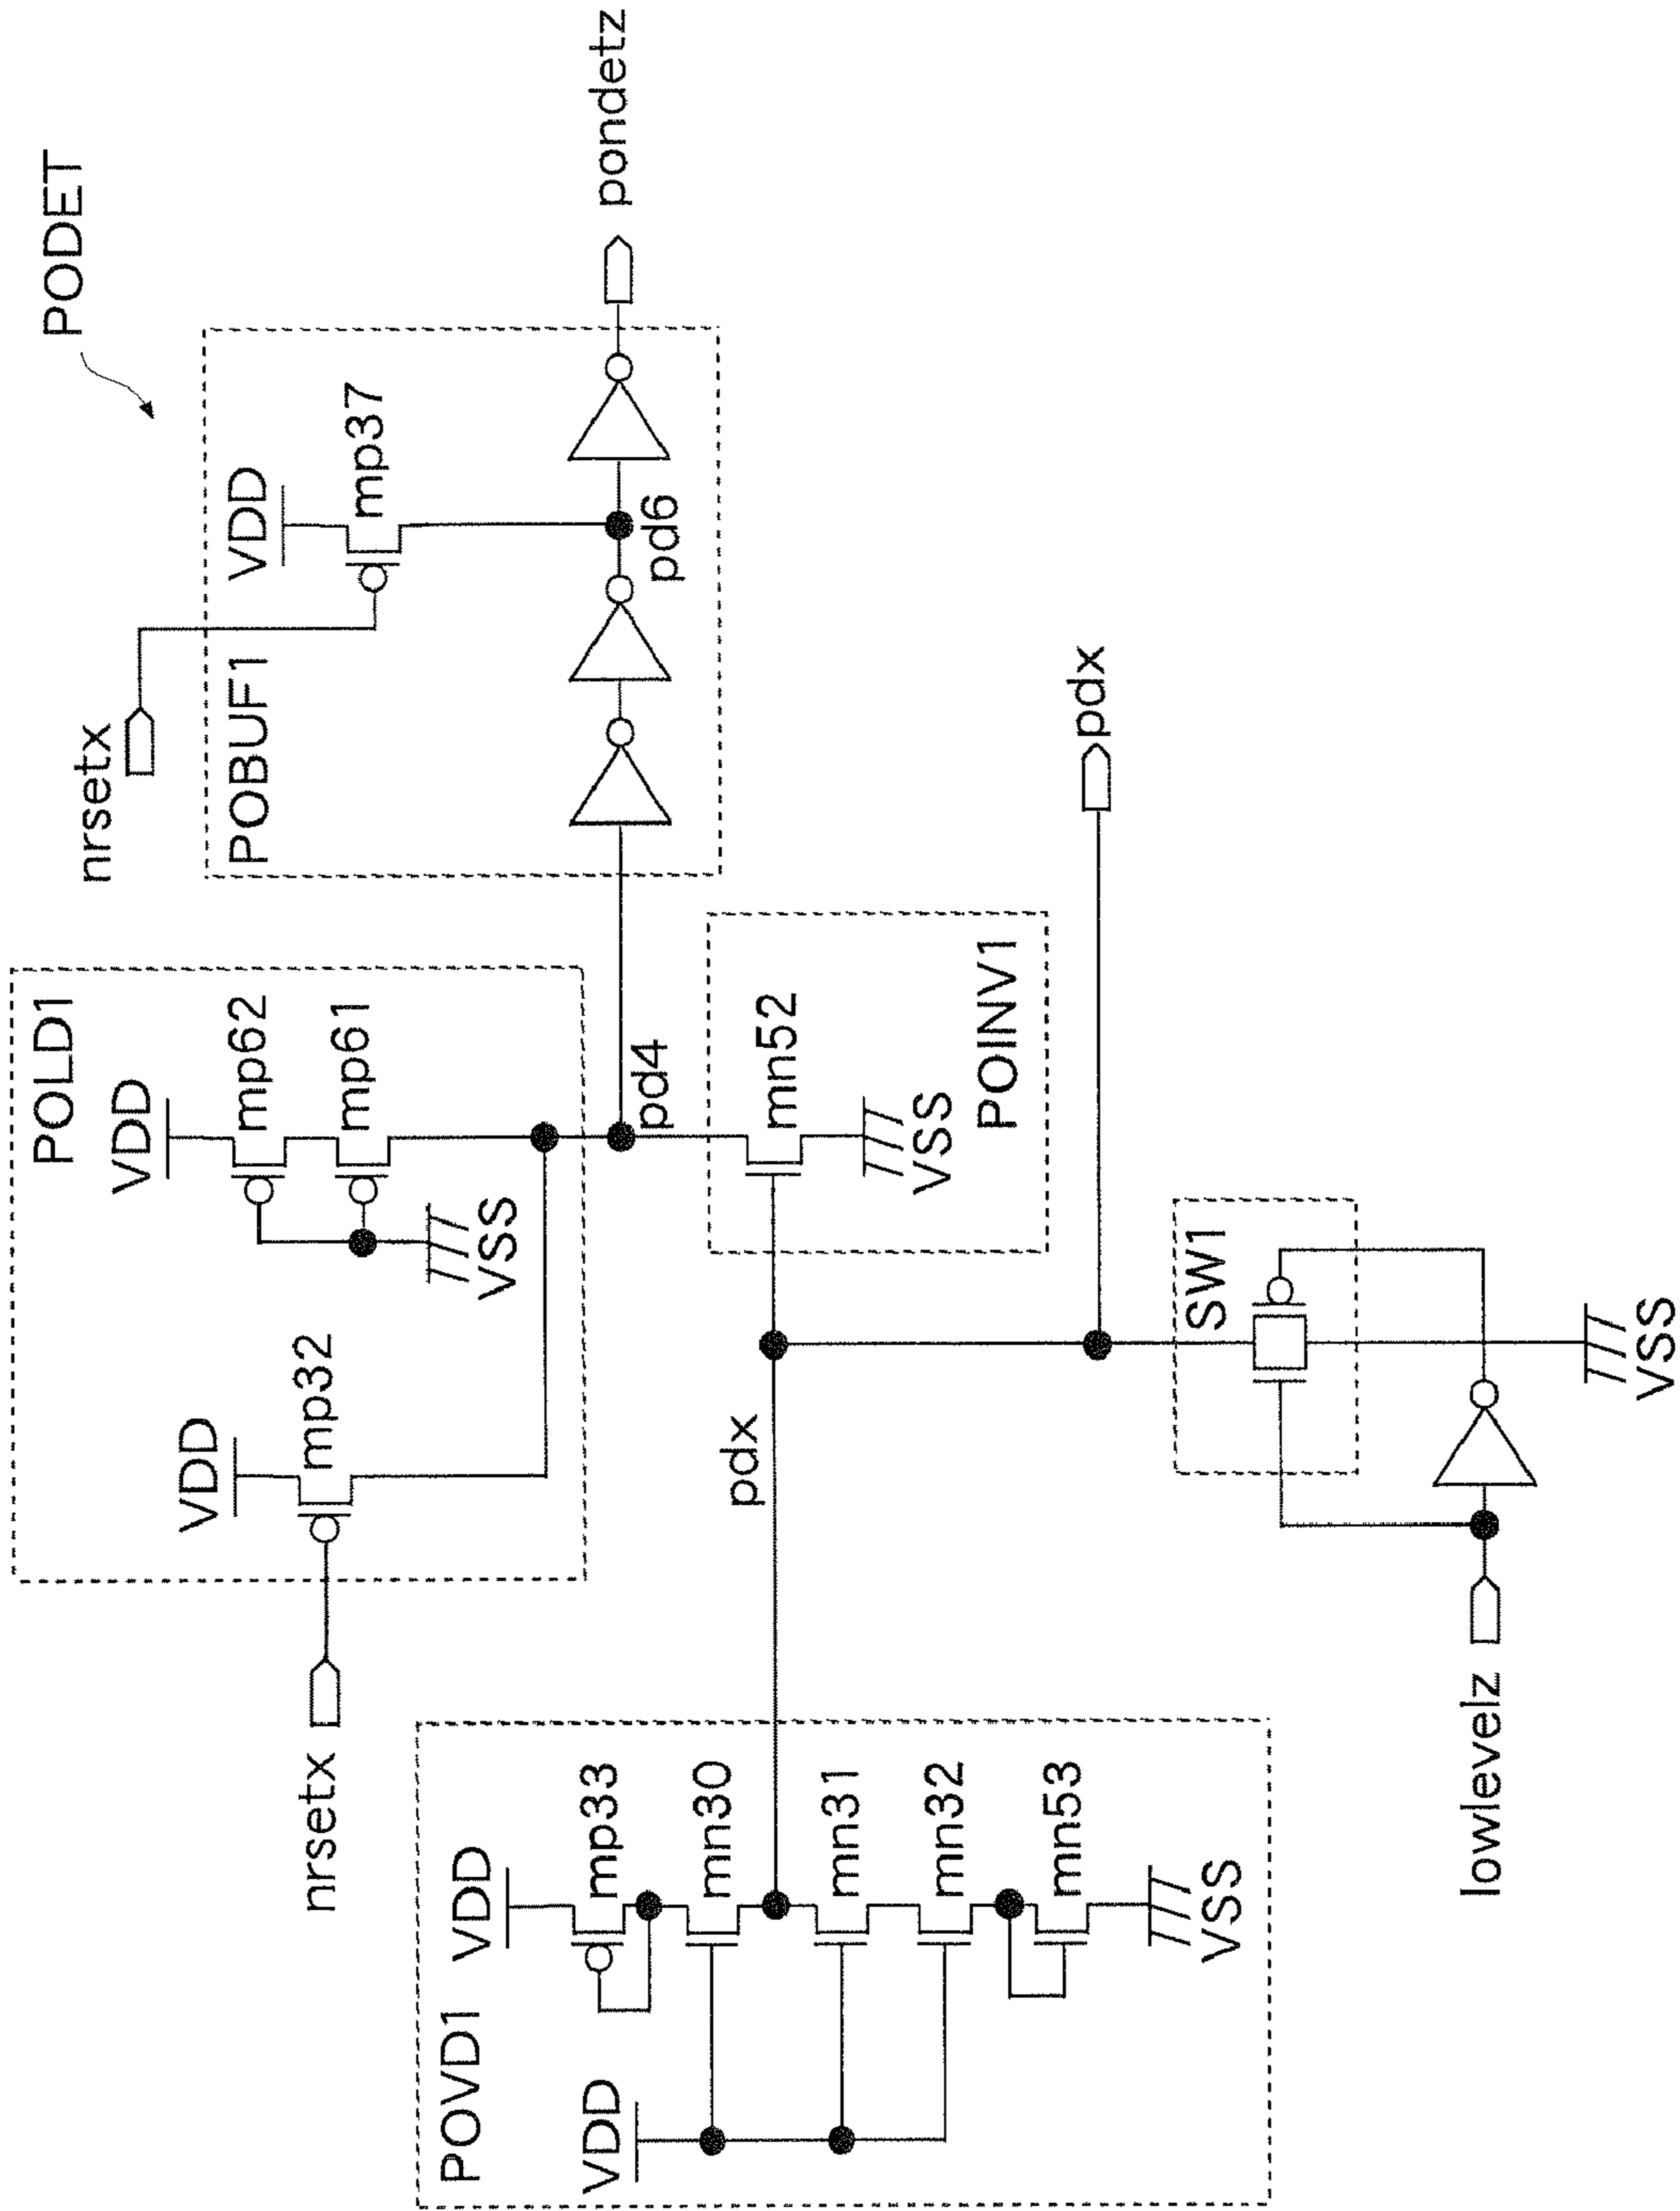 PODET
nrsetx
POBUF1
VDD
mp37
pd6
pondetz
POLD1
VDD
mp62
mp61
VSS
VDD
mp32
nrsetx
pd4
mn52
VSS
POINV1
pdx
pdx
POVD1
VDD
mp33
mn30
VDD
mn31
mn32
mn53
VSS
SW1
lowlevelz
VSS